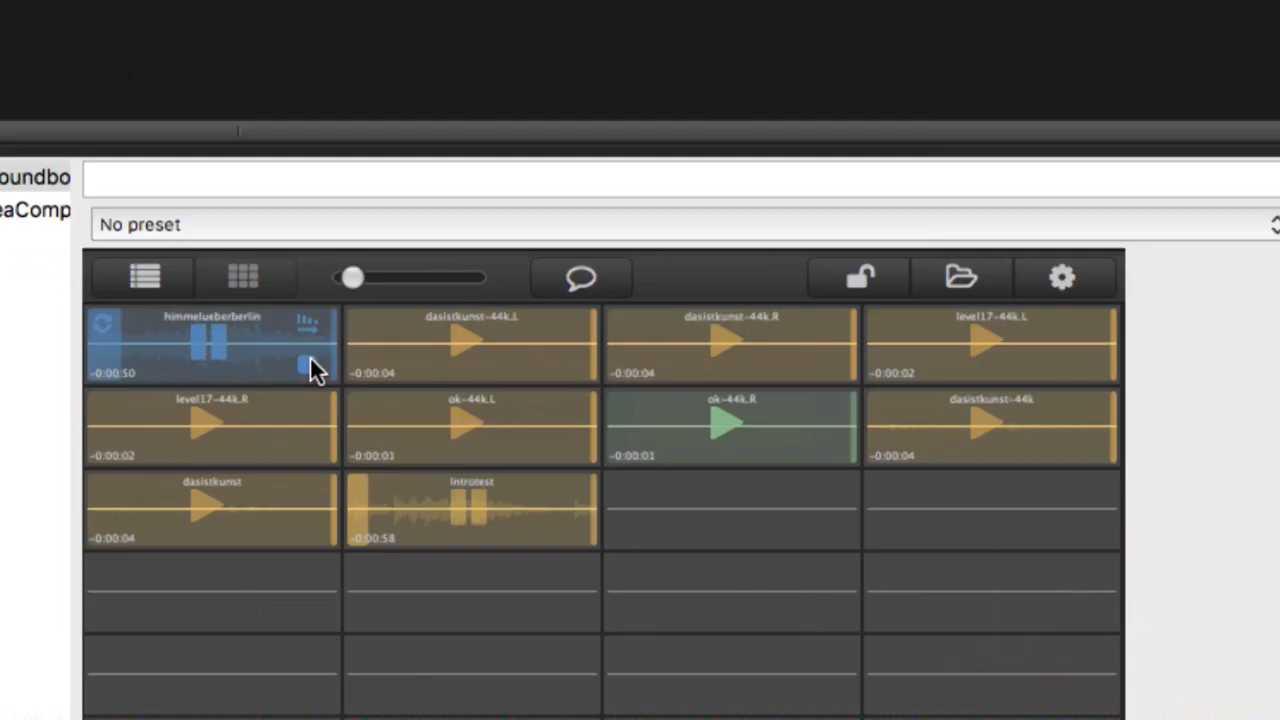 oundbo
eaComp
No preset
himmelueberberlin
dasistkunst-44k.L
dasistkunst-44k.R
level17-44k.L
-0:00:50
-0:00:04
-0:00:04
-0:00:02
level17-44k.R
ok-44k.L
ok-44k.R
dasistkunst-44k
-0:00:02
-0:00:01
-0:00:01
-0:00:04
dasistkunst
Introtest
-0:00:04
-0:00:58